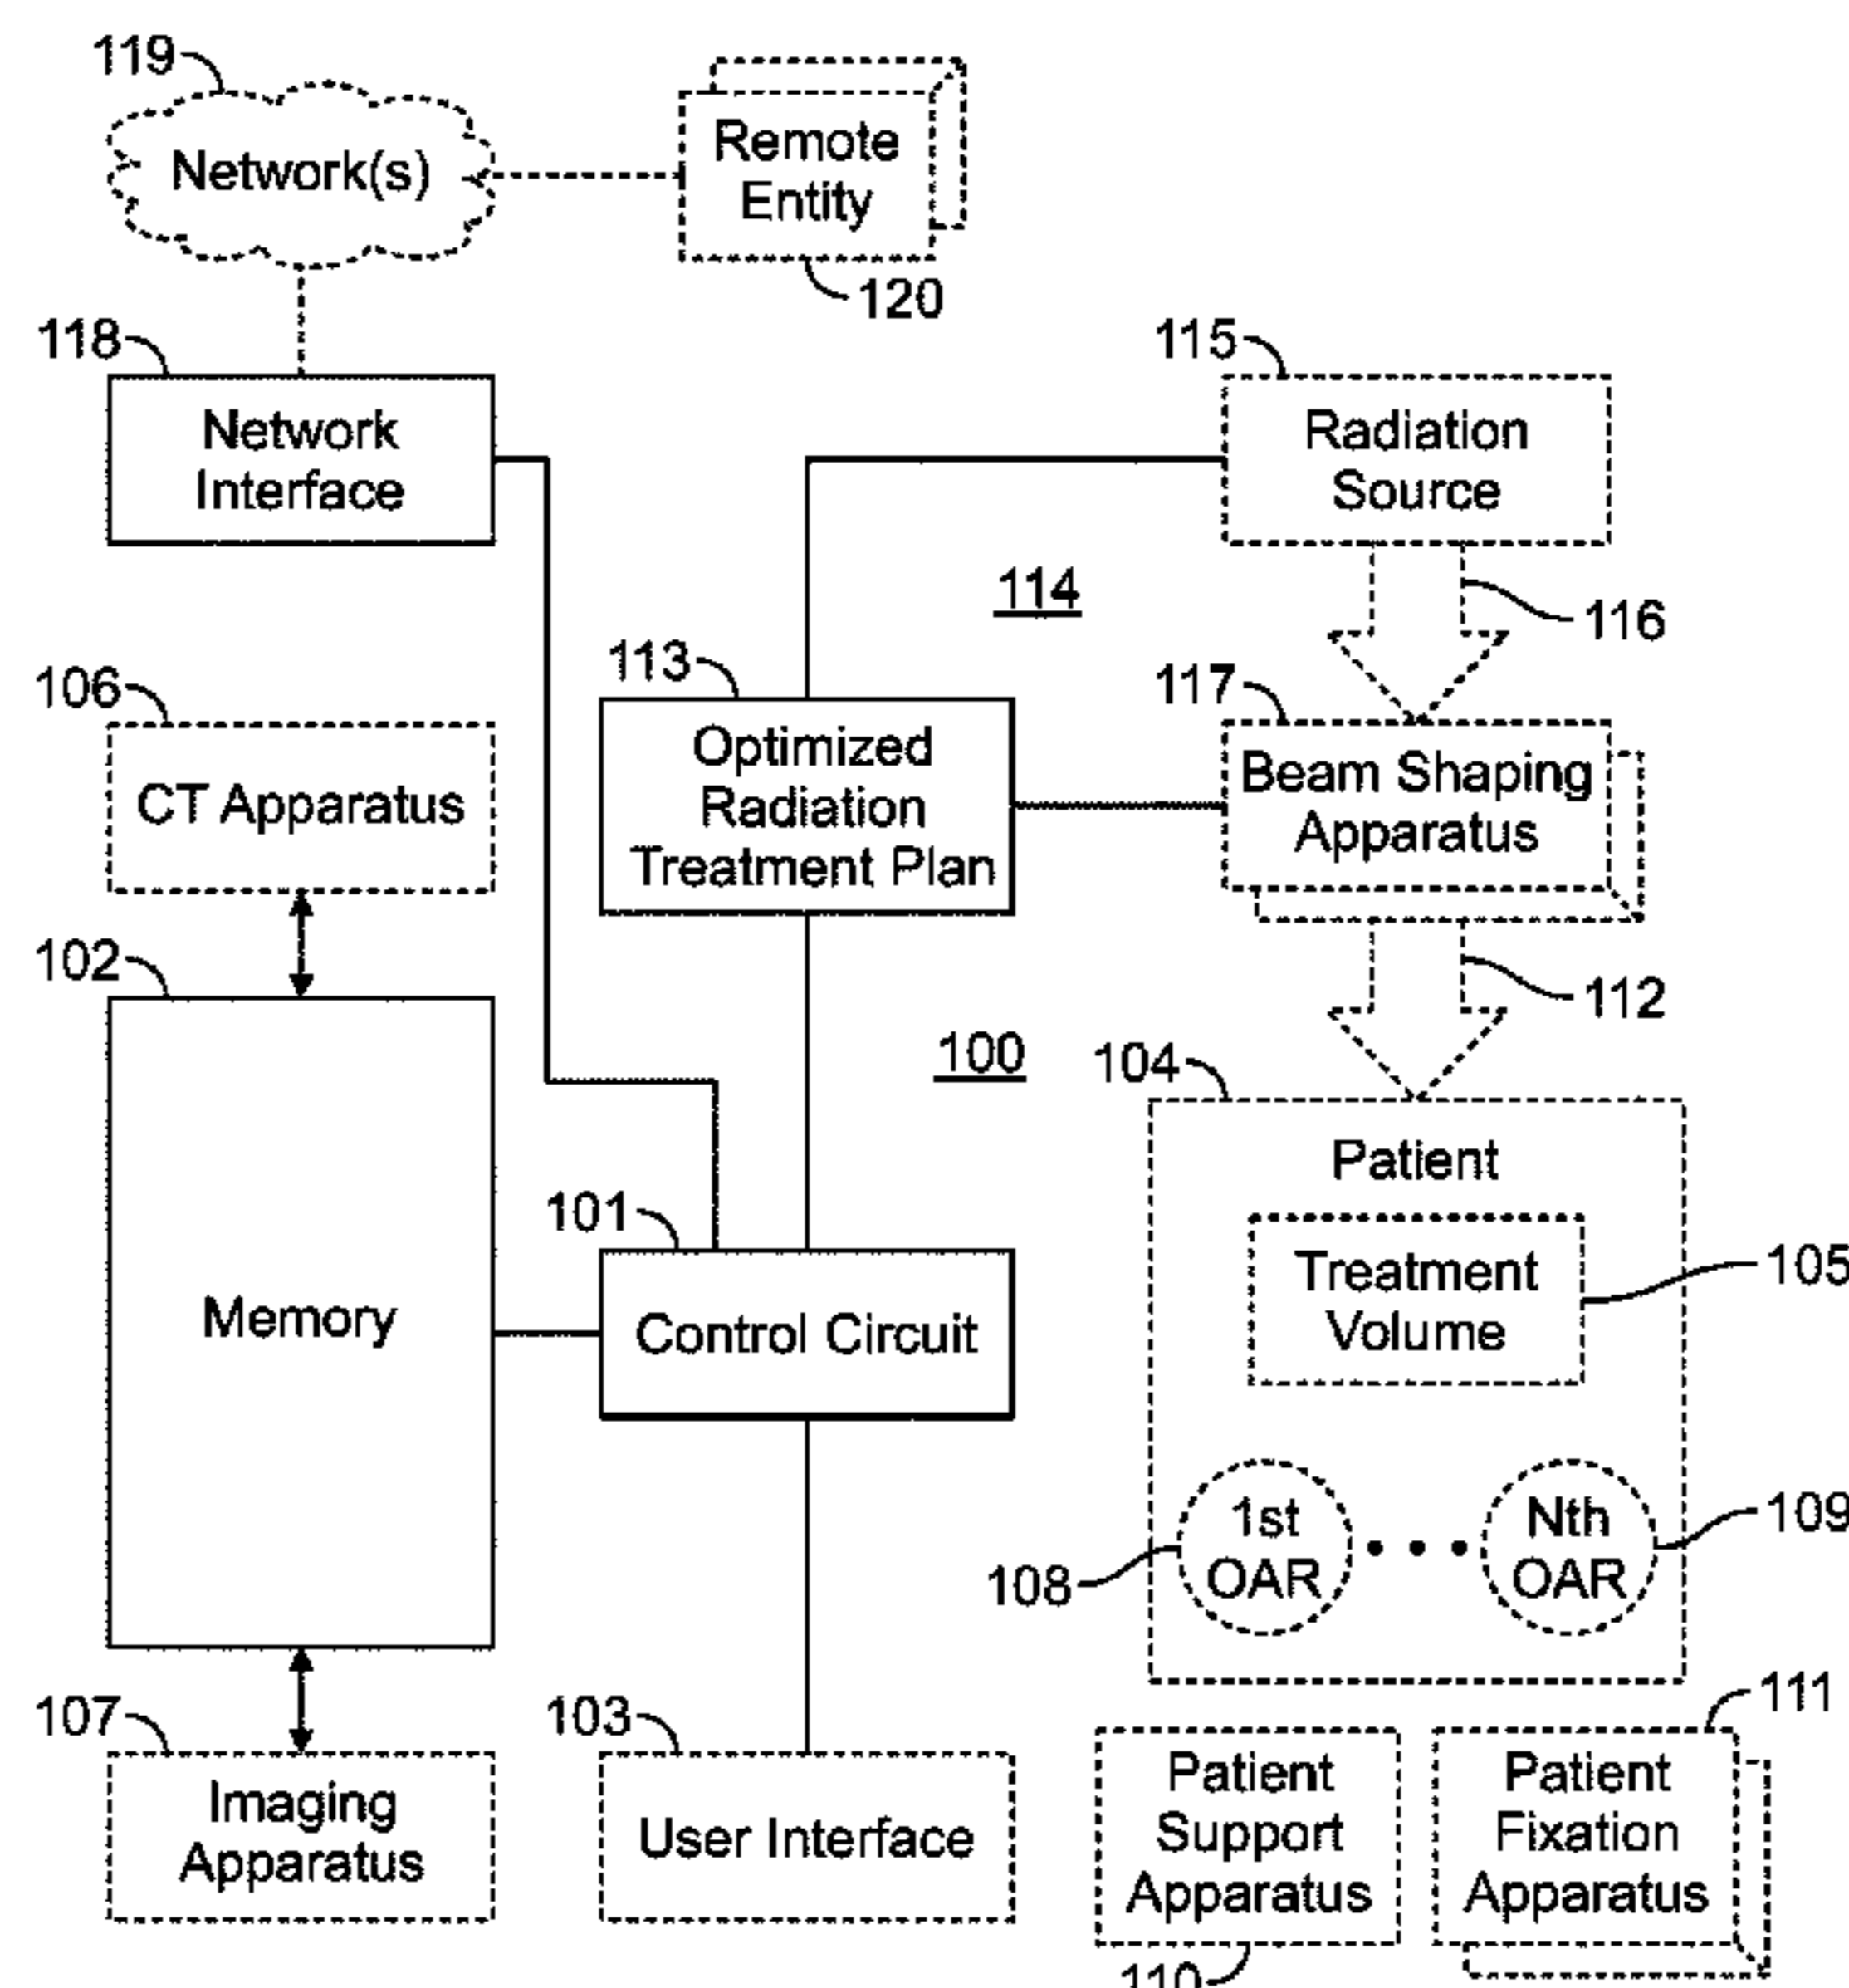 119
Network(s)
Remote
Entity
120
118
Network
Interface
115
Radiation
Source
114
116
113
Optimized
Radiation
Treatment Plan
117
Beam Shaping
Apparatus
106
CT Apparatus
112
102
Memory
100
104
Patient
101
Control Circuit
Treatment
Volume
105
1st
OAR
108
Nth
OAR
109
107
Imaging
Apparatus
103
User Interface
111
Patient
Support
Apparatus
110
Patient
Fixation
Apparatus